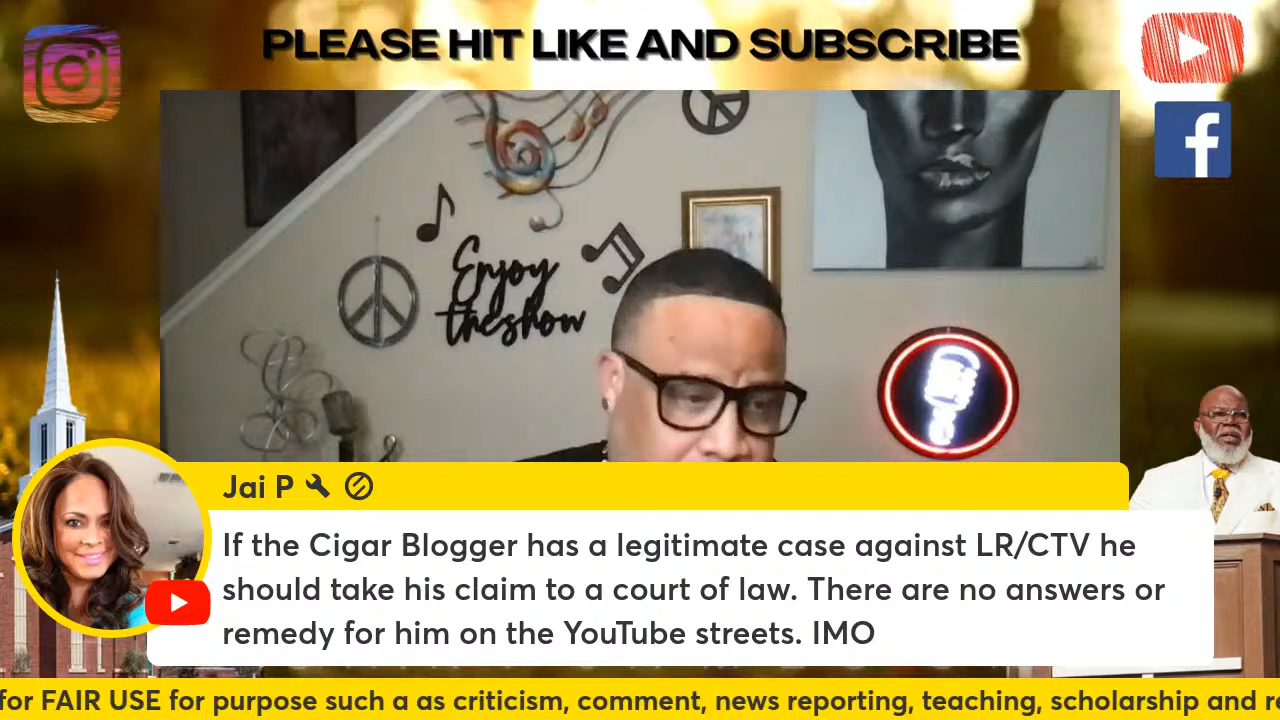 PLEASE HIT LIKE AND SUBSCRIBE
Enjoy
theshow
Jai P
If the Cigar Blogger has a legitimate case against LR/CTV he
should take his claim to a court of law. There are no answers or
remedy for him on the YouTube streets. IMO
for FAIR USE for purpose such a as criticism, comment, news reporting, teaching, scholarship and